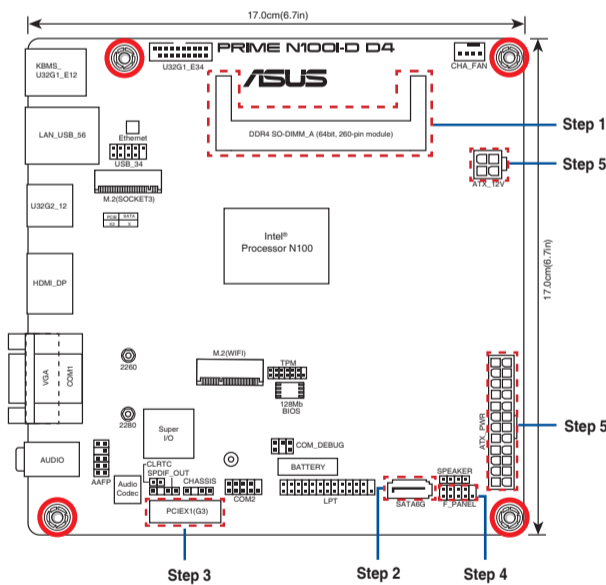 17.0cm(6.7in)
PRIME N100I-D D4
KBMS_
U32G1_E12
U32G1_E34
ASUS
CHA_FAN
Step 1
LAN_USB_56
Ethernet
DDR4 SO-DIMM_A (64bit, 260-pin module)
USB_34
Step 5
ATX_12V
M.2(SOCKET3)
U32G2_12
PCIE SATA
X2 X
Intel®
Processor N100
17.0cm(6.7in)
HDMI_DP
M.2(WIFI)
TPM
2260
VGA
COM1
128Mb
BIOS
2280
Super
I/O
ATX_PWR
Step 5
COM_DEBUG
AUDIO
BATTERY
CLRTC
SPDIF_OUT
CHASSIS
SPEAKER
AAFP
Audio
Codec
COM2
LPT
SATA6G
F_PANEL
PCIEX1(G3)
Step 3
Step 2
Step 4